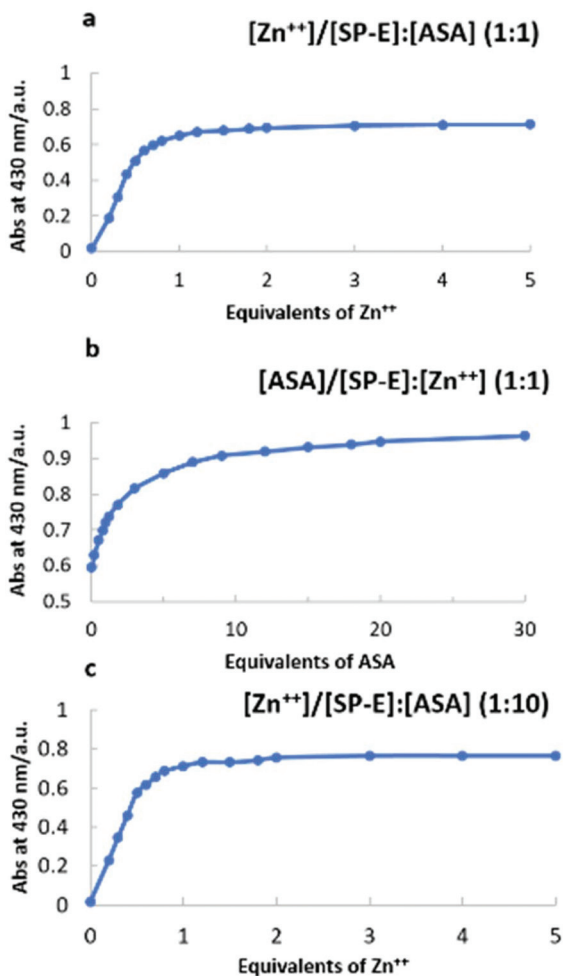 a
[Zn⁺⁺]/[SP-E]:[ASA] (1:1)
Abs at 430 nm/a.u.
1
0.8
0.6
0.4
0.2
0
0 1 2 3 4 5
Equivalents of Zn⁺⁺
b
[ASA]/[SP-E]:[Zn⁺⁺] (1:1)
Abs at 430 nm/a.u.
1
0.9
0.8
0.7
0.6
0.5
0 10 20 30
Equivalents of ASA
c
[Zn⁺⁺]/[SP-E]:[ASA] (1:10)
Abs at 430 nm/a.u.
1
0.8
0.6
0.4
0.2
0
0 1 2 3 4 5
Equivalents of Zn⁺⁺